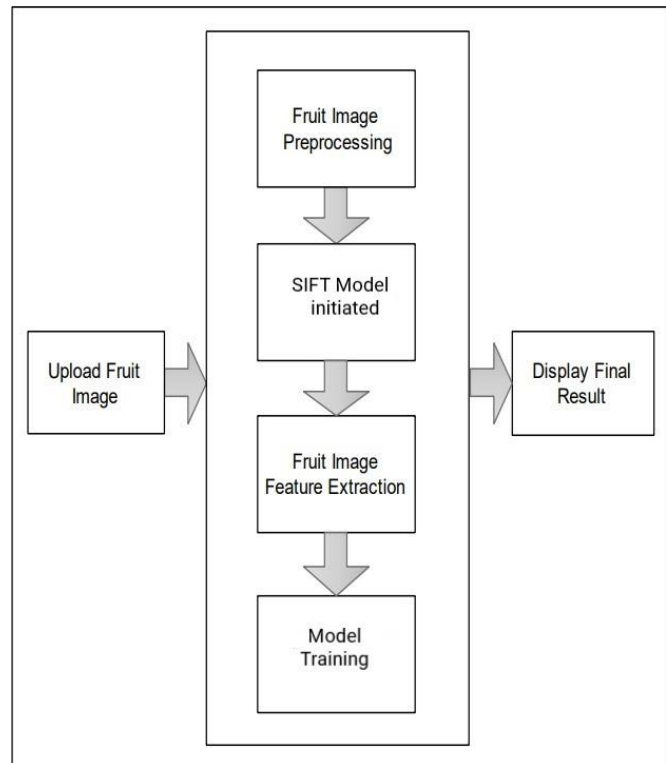 Fruit Image
Preprocessing
SIFT Model
initiated
Upload Fruit
Image
Display Final
Result
Fruit Image
Feature Extraction
Model
Training